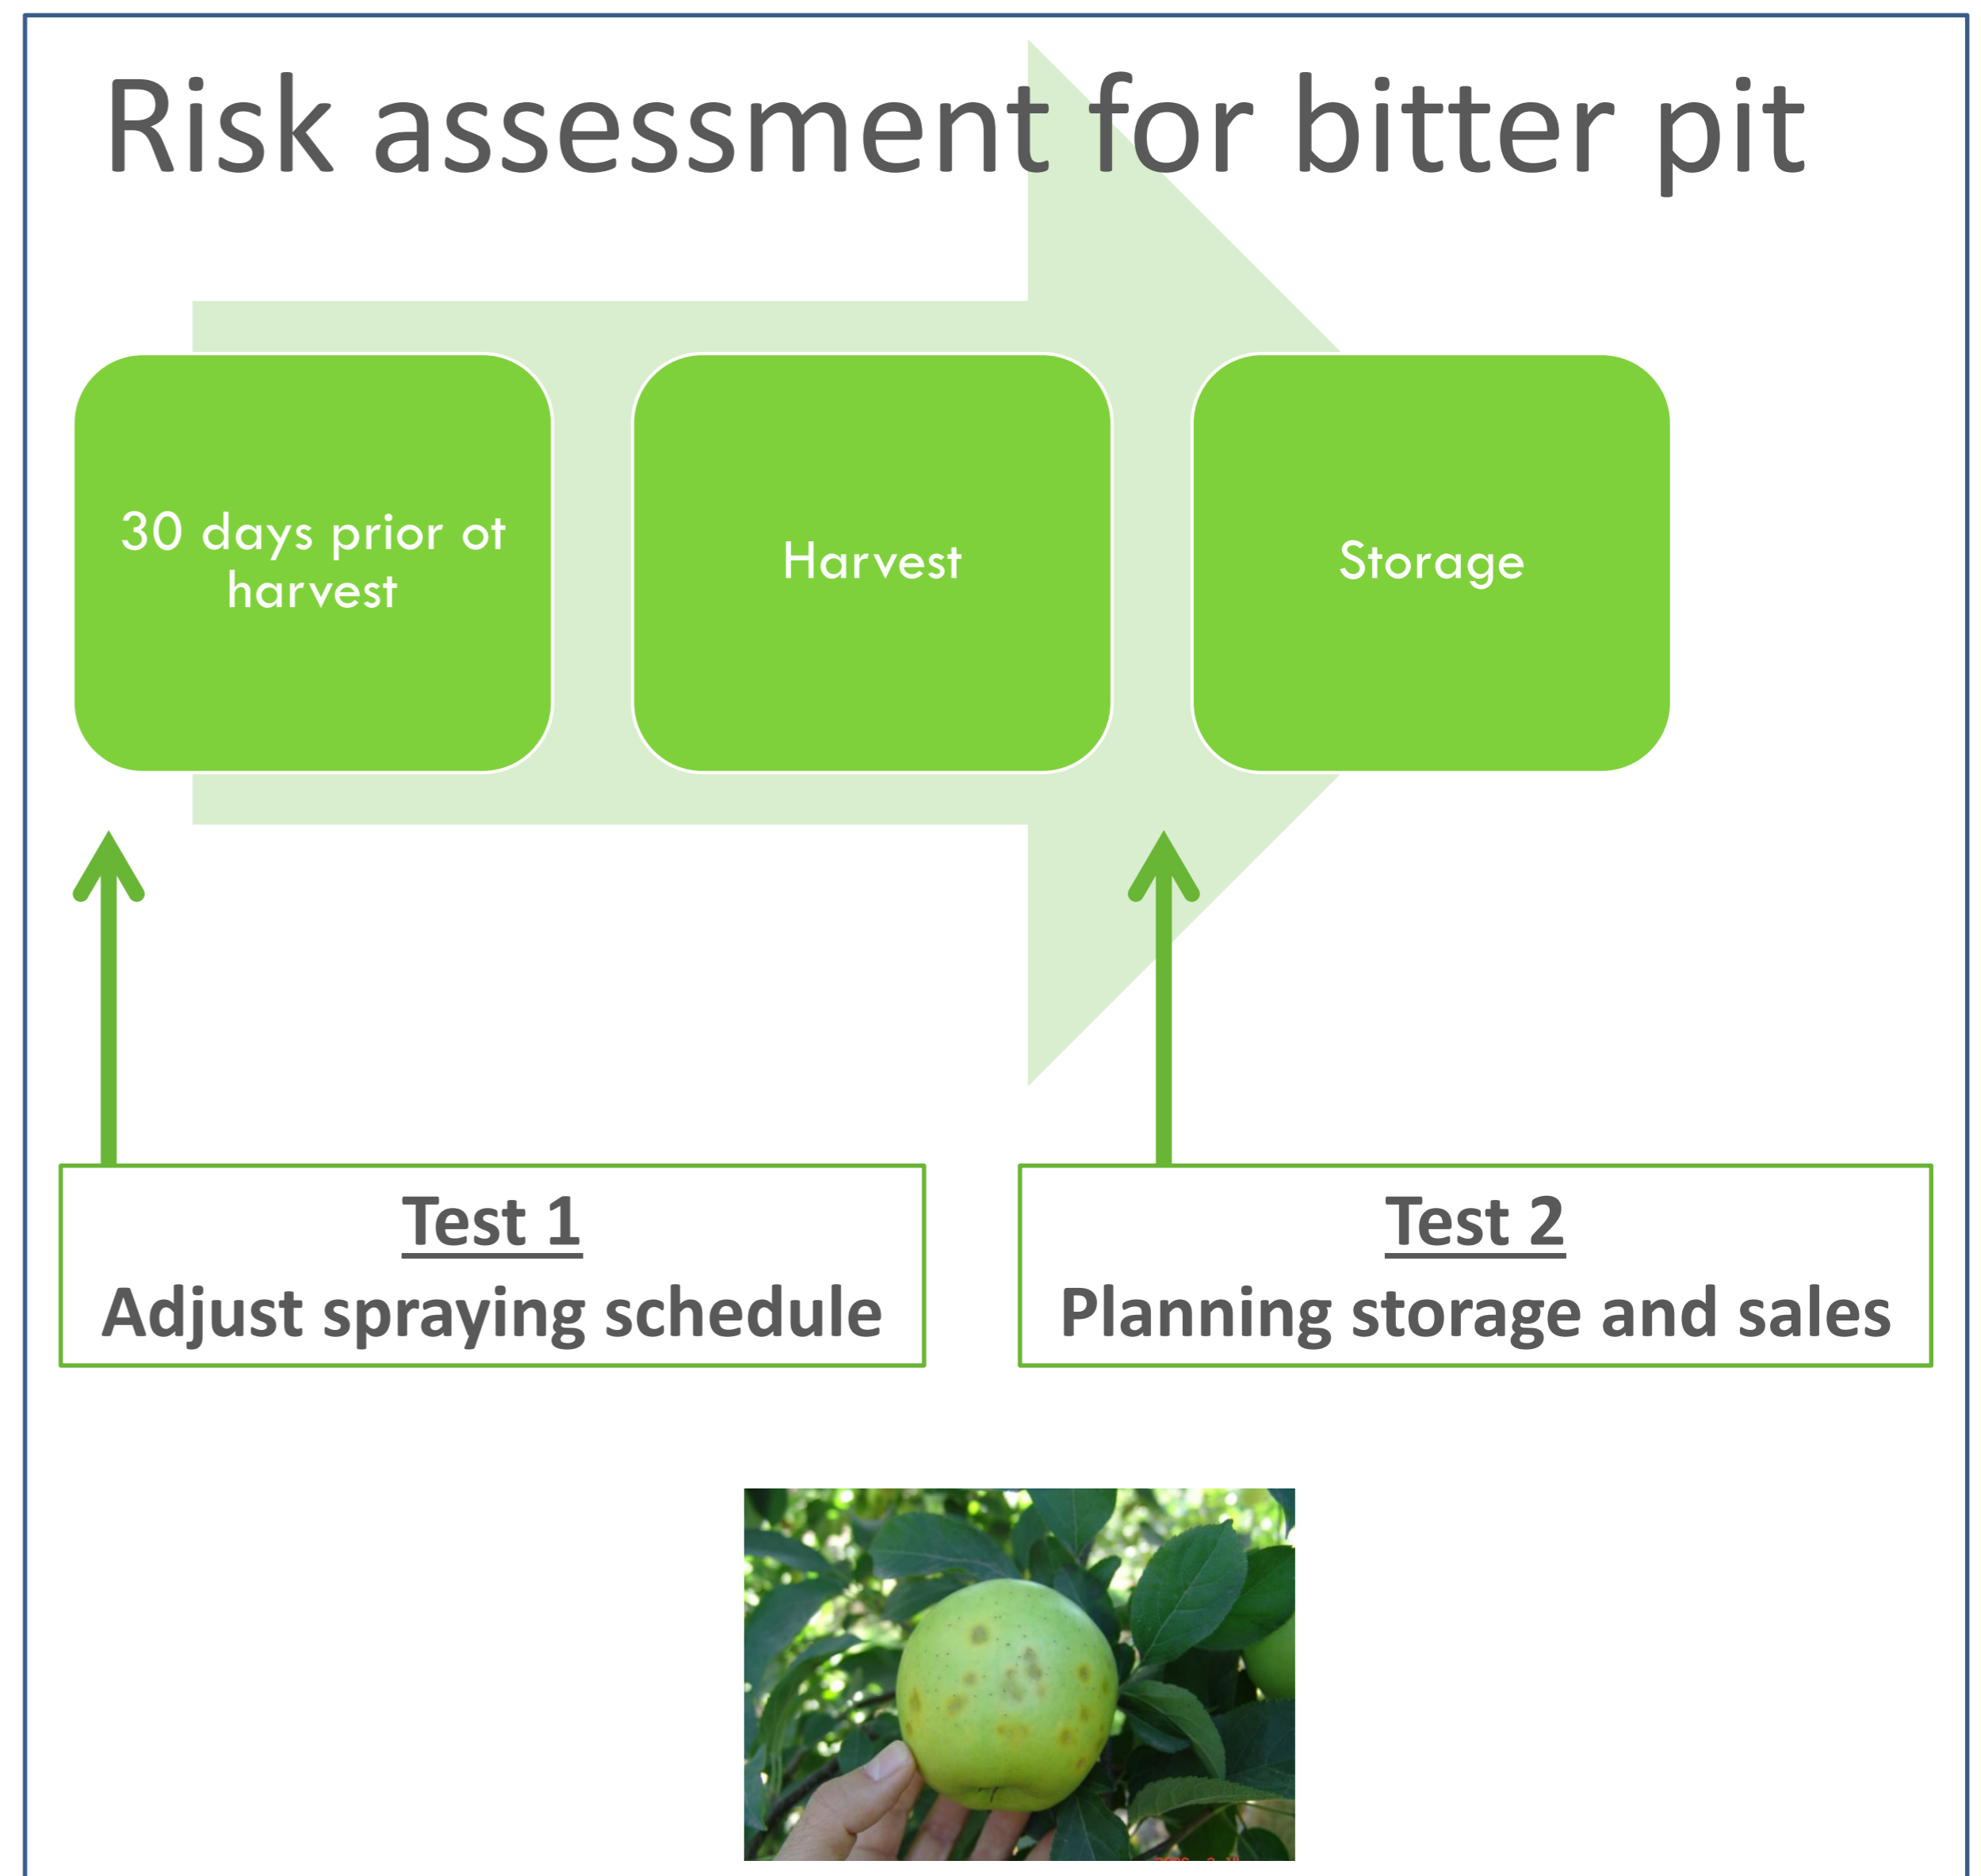 Risk assessment for bitter pit
30 days prior ot
harvest
Harvest
Storage
Test 1
Adjust spraying schedule
Test 2
Planning storage and sales